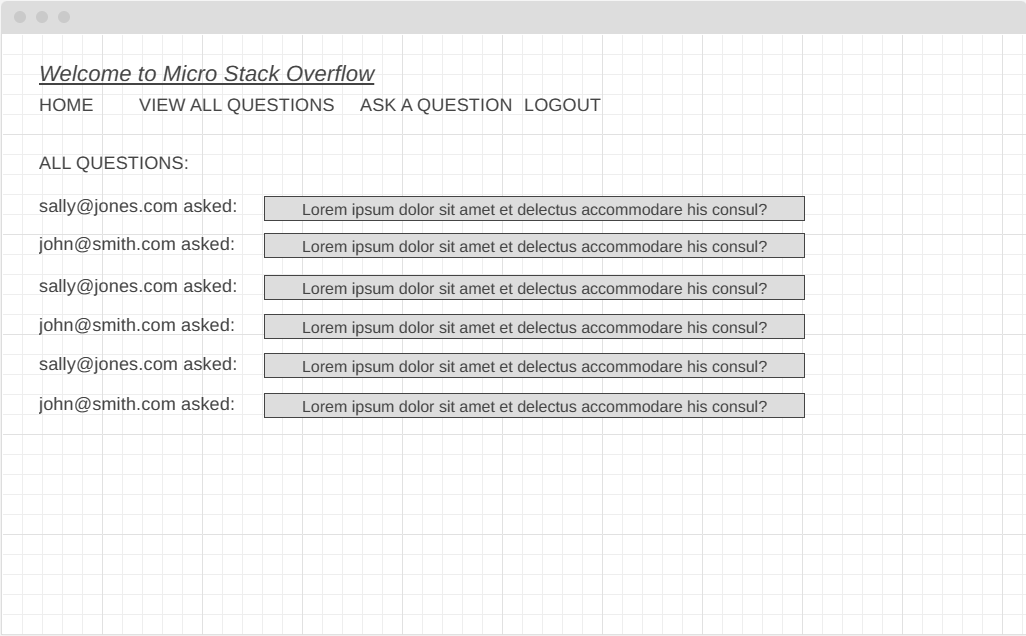 Welcome to Micro Stack Overflow
HOME VIEW ALL QUESTIONS ASK A QUESTION LOGOUT
ALL QUESTIONS:
sally@jones.com asked: Lorem ipsum dolor sit amet et delectus accommodare his consul?
john@smith.com asked: Lorem ipsum dolor sit amet et delectus accommodare his consul?
sally@jones.com asked: Lorem ipsum dolor sit amet et delectus accommodare his consul?
john@smith.com asked: Lorem ipsum dolor sit amet et delectus accommodare his consul?
sally@jones.com asked: Lorem ipsum dolor sit amet et delectus accommodare his consul?
john@smith.com asked: Lorem ipsum dolor sit amet et delectus accommodare his consul?